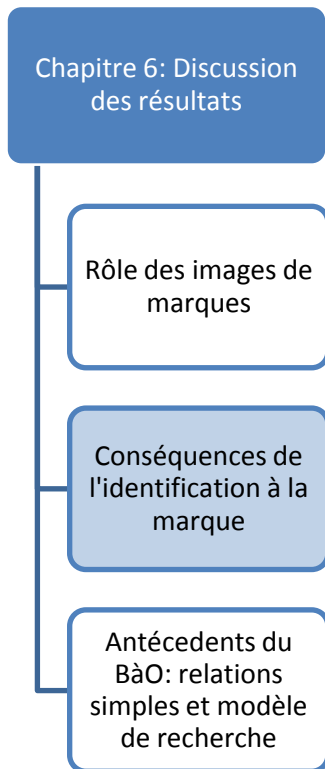 Chapitre 6: Discussion
des résultats
Rôle des images de
marques
Conséquences de
l'identification à la
marque
Antécedents du
BàO: relations
simples et modèle
de recherche